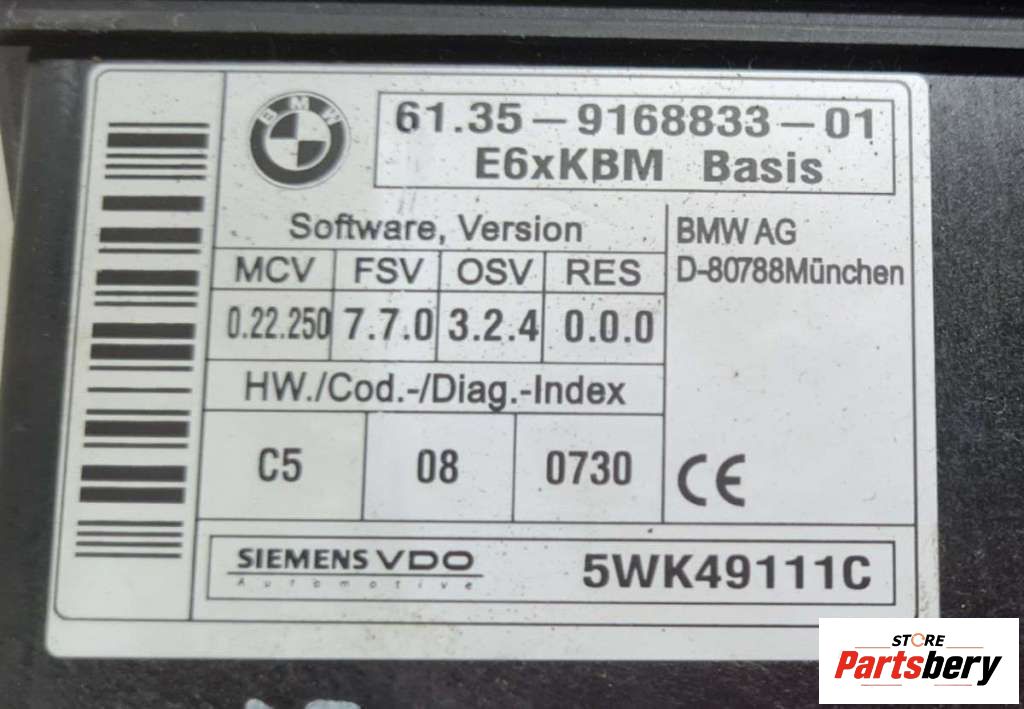 BMW
61.35-9168833-01
E6xKBM Basis
Software, Version
MCV FSV OSV RES
0.22.250 7.7.0 3.2.4 0.0.0
HW./Cod.-/Diag.-Index
C5 08 0730
BMW AG
D-80788München
CE
SIEMENS VDO
Automotive
5WK49111C
STORE
Partsbery